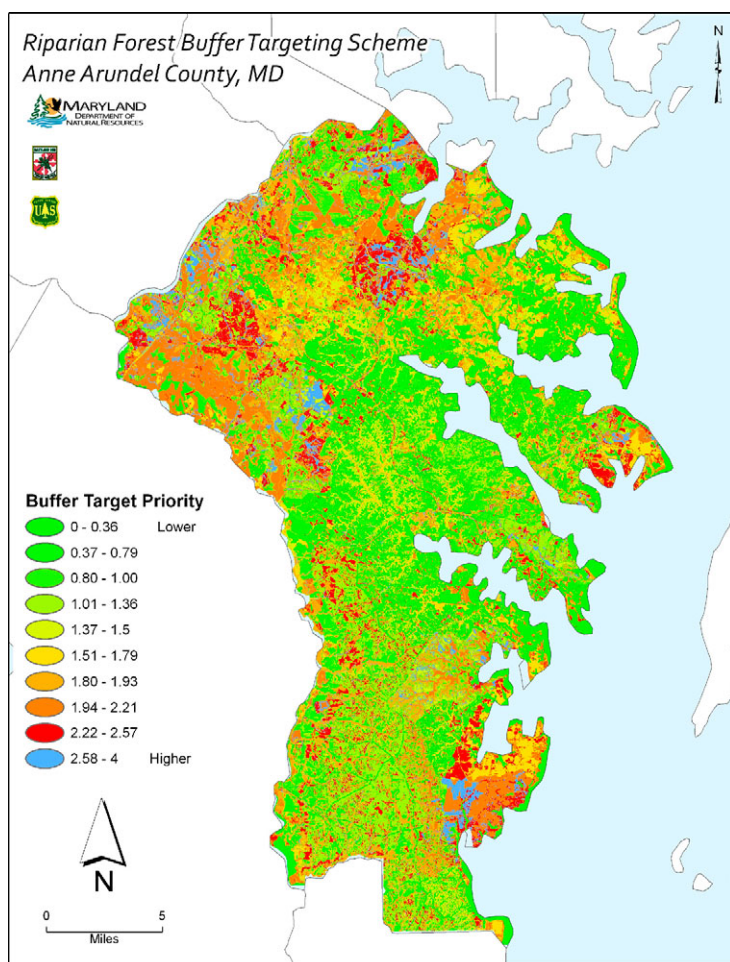 Riparian Forest Buffer Targeting Scheme
Anne Arundel County, MD
N
MARYLAND
DEPARTMENT OF
NATURAL RESOURCES
UAS
Buffer Target Priority
0 - 0.36 Lower
0.37 - 0.79
0.80 - 1.00
1.01 - 1.36
1.37 - 1.5
1.51 - 1.79
1.80 - 1.93
1.94 - 2.21
2.22 - 2.57
2.58 - 4 Higher
N
0 5
Miles